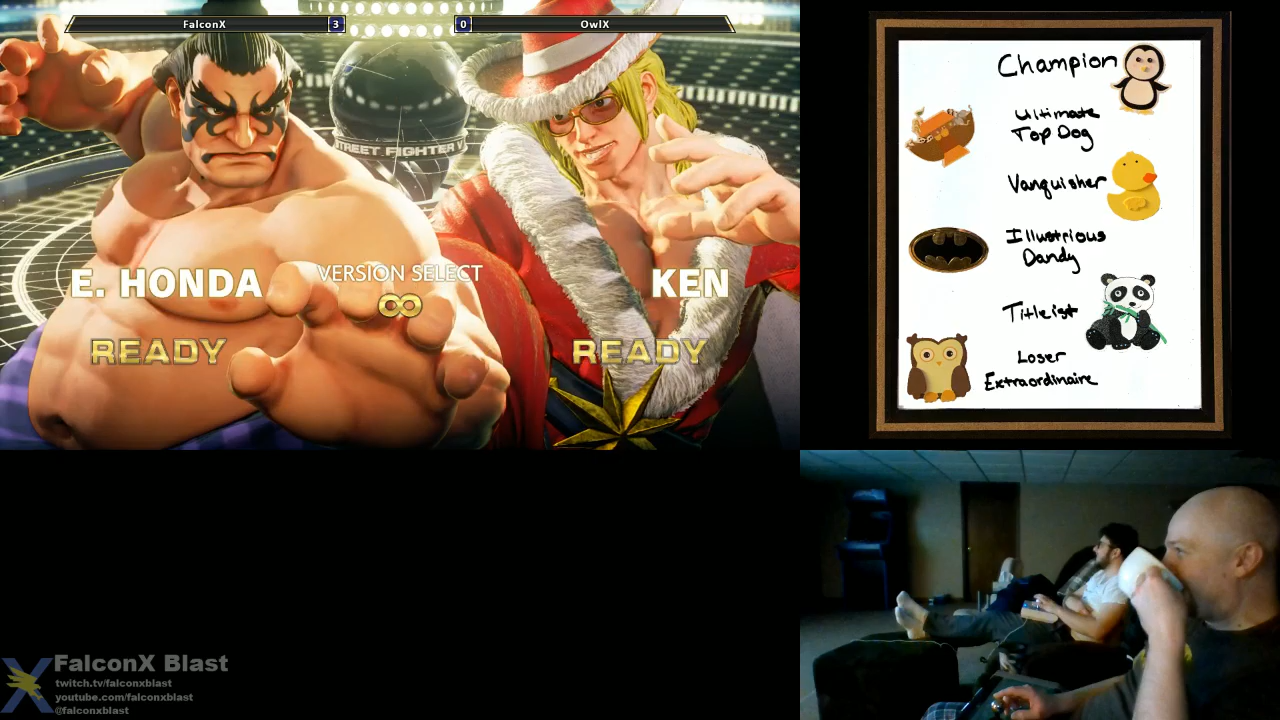 FalconX 3 0 OwlX
STREET FIGHTER V
E. HONDA
VERSION SELECT
KEN
READY
READY
Champion
Ultimate
Top Dog
Vanquisher
Illustrious
Dandy
Titleist
Loser
Extraordinaire
FalconX Blast
twitch.tv/falconxblast
youtube.com/falconxblast
@falconxblast